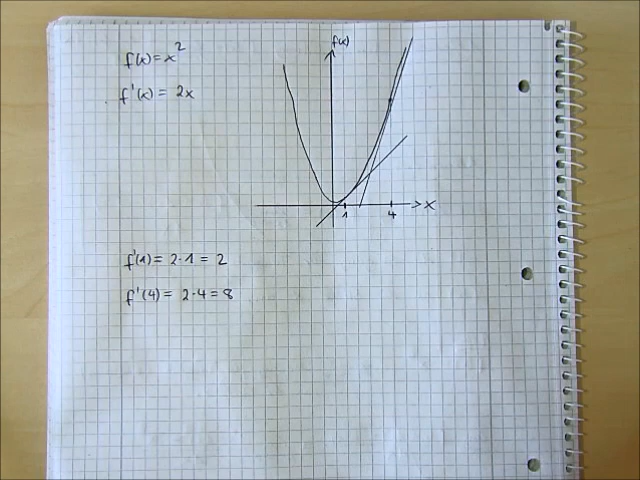 f(x)=x²
f'(x) = 2x
f(x)
x
1
4
f'(1) = 2·1 = 2
f'(4) = 2·4 = 8